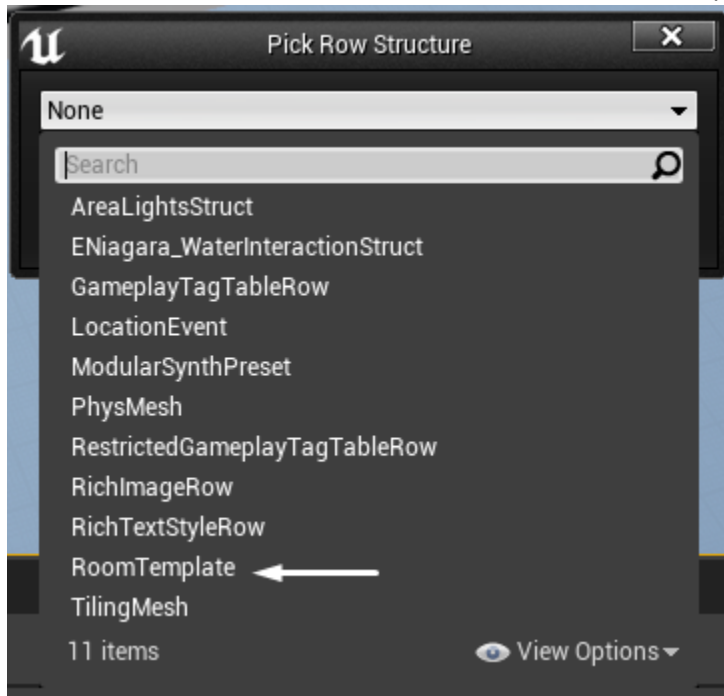 Pick Row Structure
None
Search
AreaLightsStruct
ENiagara_WaterInteractionStruct
GameplayTagTableRow
LocationEvent
ModularSynthPreset
PhysMesh
RestrictedGameplayTagTableRow
RichImageRow
RichTextStyleRow
RoomTemplate
TilingMesh
11 items View Options